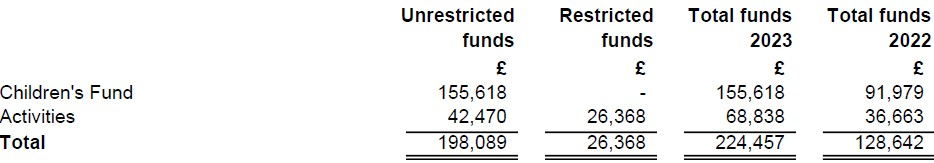 Unrestricted Restricted Total funds Total funds
funds funds 2023 2022
£ £ £ £
Children's Fund 155,618 - 155,618 91,979
Activities 42,470 26,368 68,838 36,663
Total 198,089 26,368 224,457 128,642